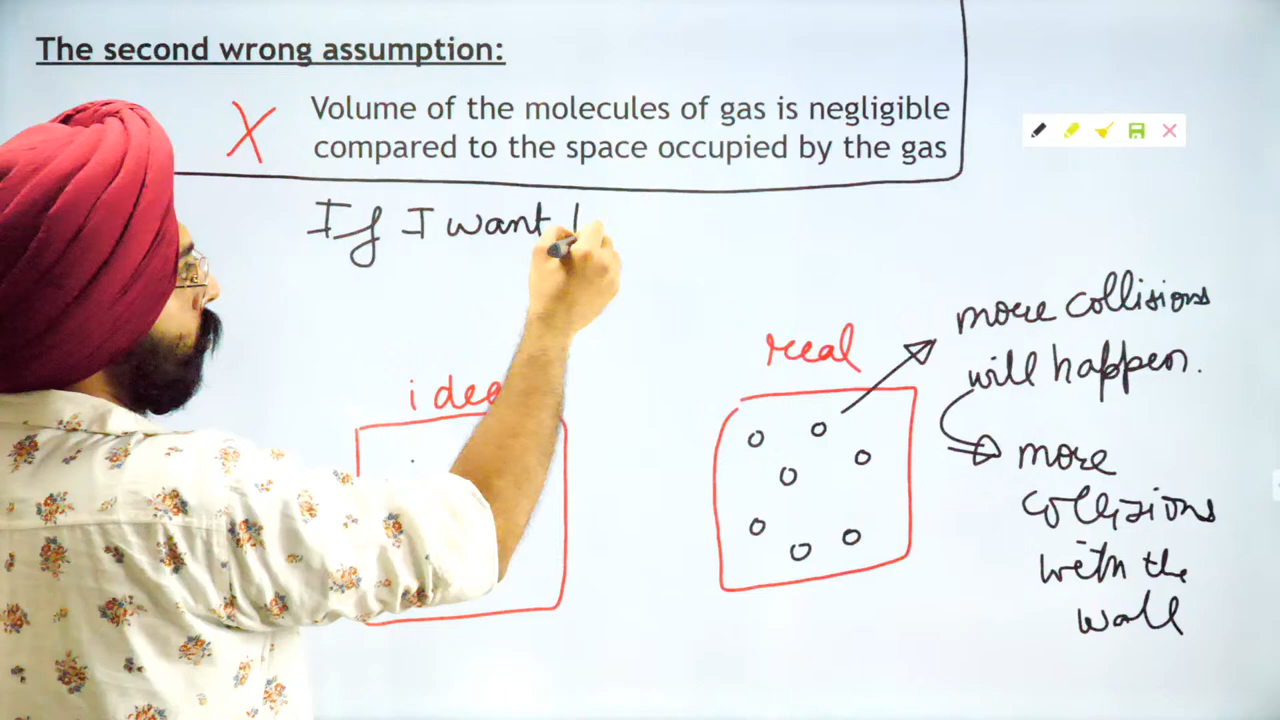 The second wrong assumption:
X Volume of the molecules of gas is negligible
compared to the space occupied by the gas
If I want
real
more collisions
will happen.
more
collisions
with the
wall